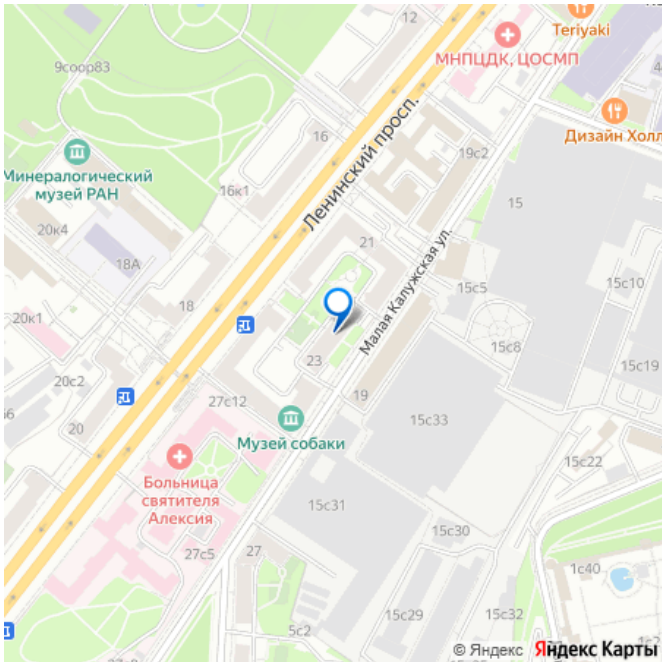 12
Teriyaki
МНПЦДК, ЦОСМП
9соор83
Дизайн Холл
16
Ленинский просп.
19с2
Минералогический
музей РАН
16к1
15
20к4
21
18А
Малая Калужская ул.
15с5
15с10
18
20к1
15с8
23
15с19
20с2
27с12
19
Музей собаки
15с33
20
15с22
Больница
святителя
Алексия
15с31
15с30
27с5
27
1с40
15с29
15с32
5с2
© Яндекс
Яндекс Карты